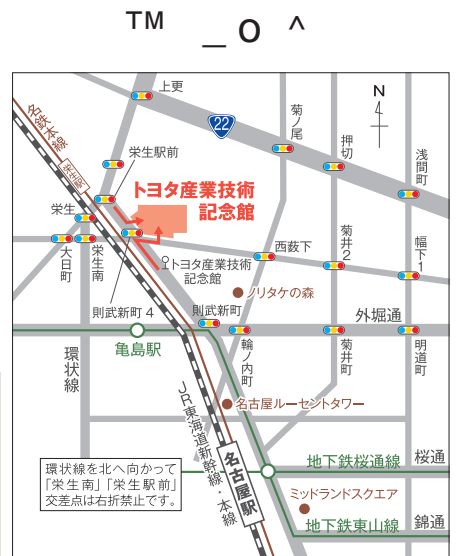 ™ _ o ^
N
上更
菊ノ尾
押切
浅間町
22
名鉄本線
栄生駅
栄生駅前
トヨタ産業技術
記念館
栄生
大日町
栄生南
西薮下
菊井2
幅下1
トヨタ産業技術
記念館
ノリタケの森
則武新町4
則武新町
外堀通
亀島駅
環状線
輪ノ内町
菊井町
明道町
名古屋ルーセントタワー
JR東海道新幹線・本線
名古屋駅
地下鉄桜通線
桜通
環状線を北へ向かって
「栄生南」「栄生駅前」
交差点は右折禁止です。
ミッドランドスクエア
地下鉄東山線
錦通